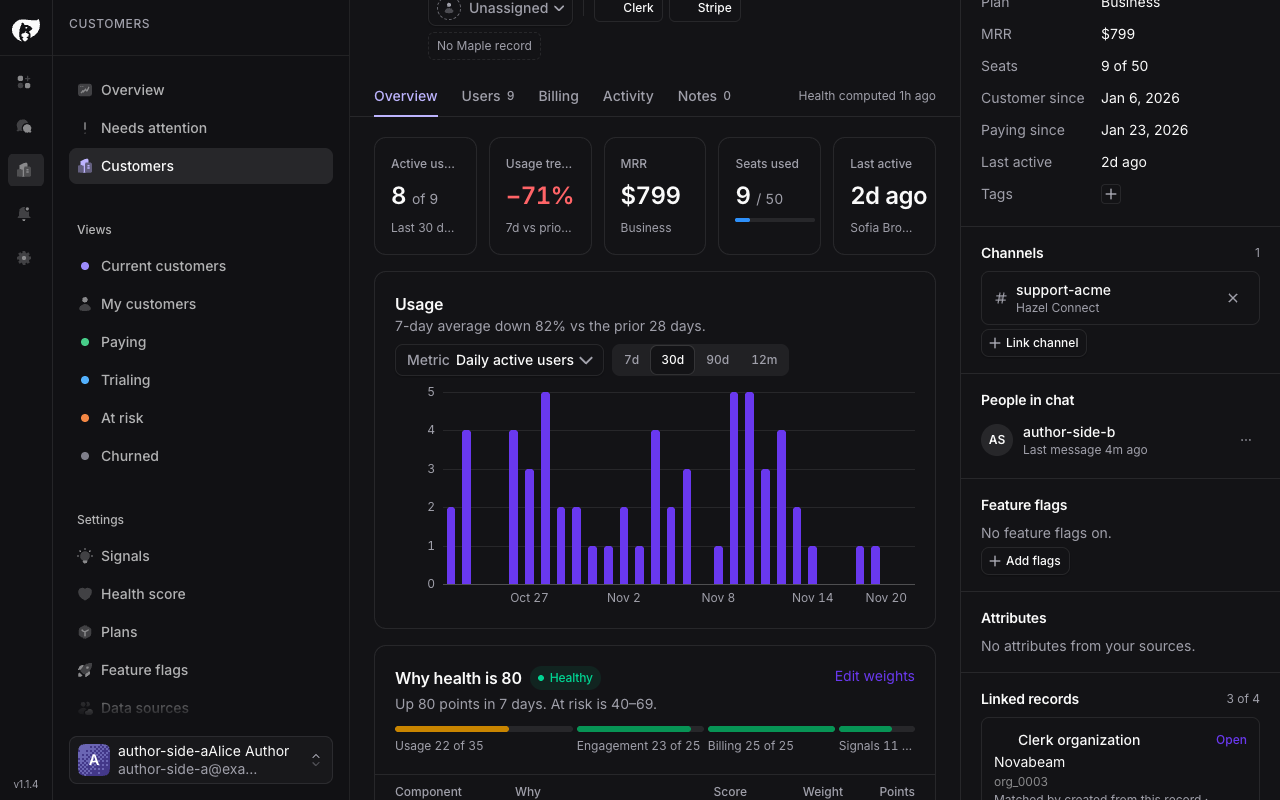 CUSTOMERS
Overview
Needs attention
Customers
Views
Current customers
My customers
Paying
Trialing
At risk
Churned
Settings
Signals
Health score
Plans
Feature flags
Data sources
A
author-side-aAlice Author
author-side-a@exa...
v1.1.4
Unassigned
Clerk
Stripe
No Maple record
Overview
Users 9
Billing
Activity
Notes 0
Health computed 1h ago
Active us...
8 of 9
Last 30 d...
Usage tre...
−71%
7d vs prio...
MRR
$799
Business
Seats used
9 / 50
Last active
2d ago
Sofia Bro...
Usage
7-day average down 82% vs the prior 28 days.
Metric Daily active users
7d
30d
90d
12m
5
4
3
2
1
0
Oct 27
Nov 2
Nov 8
Nov 14
Nov 20
Why health is 80
Healthy
Edit weights
Up 80 points in 7 days. At risk is 40–69.
Usage 22 of 35
Engagement 23 of 25
Billing 25 of 25
Signals 11 ...
Component
Why
Score
Weight
Points
Plan
Business
MRR
$799
Seats
9 of 50
Customer since
Jan 6, 2026
Paying since
Jan 23, 2026
Last active
2d ago
Tags
Channels
1
# support-acme
Hazel Connect
Link channel
People in chat
AS
author-side-b
Last message 4m ago
Feature flags
No feature flags on.
Add flags
Attributes
No attributes from your sources.
Linked records
3 of 4
Clerk organization
Open
Novabeam
org_0003
Matched by created from this record ·